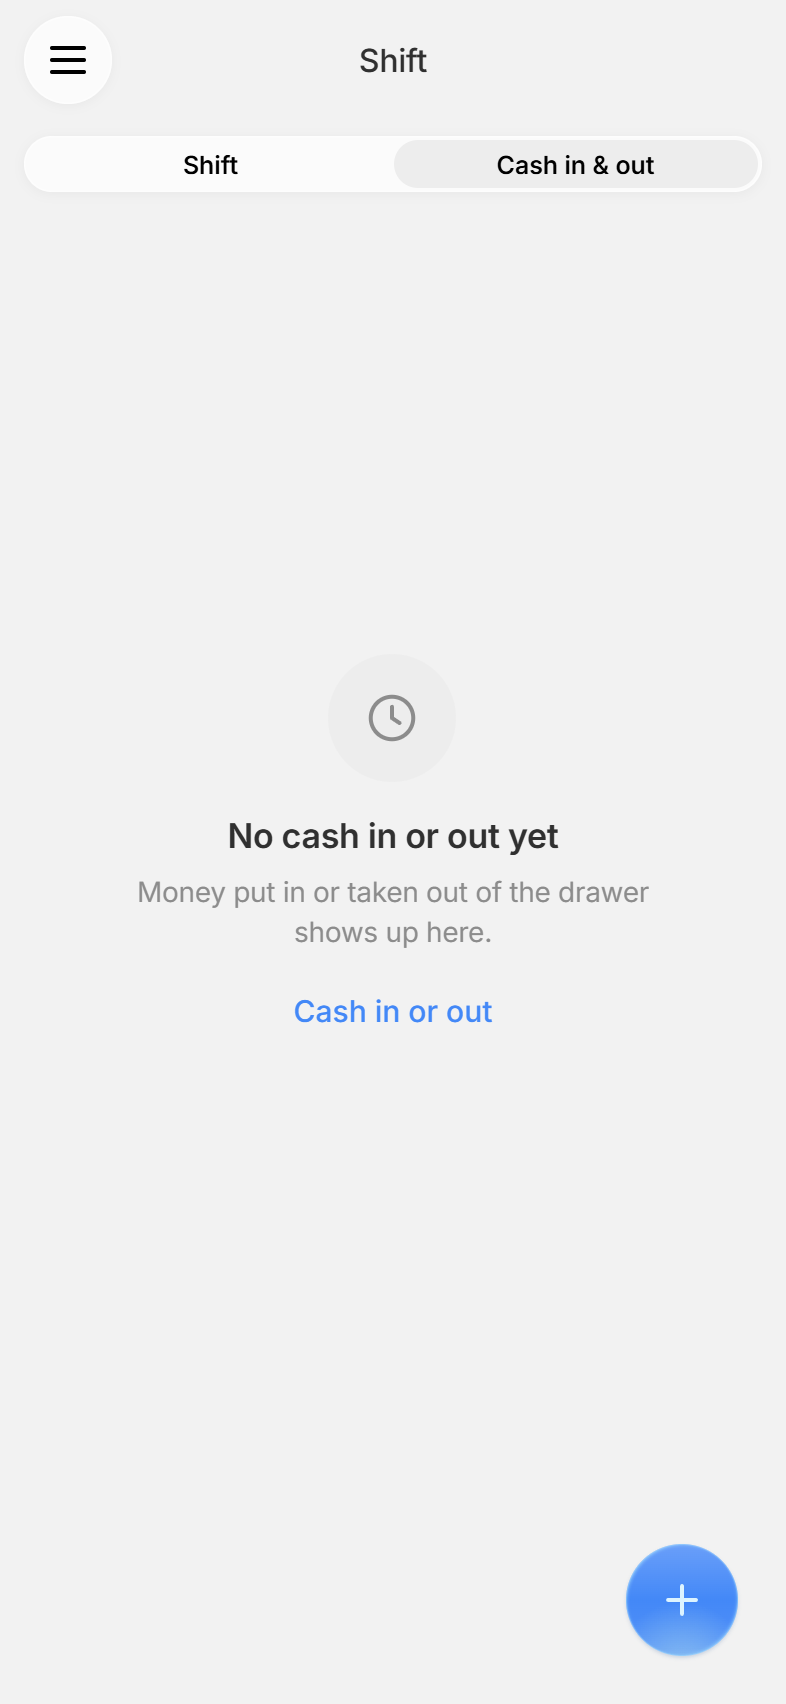 Shift
Shift
Cash in & out
No cash in or out yet
Money put in or taken out of the drawer
shows up here.
Cash in or out